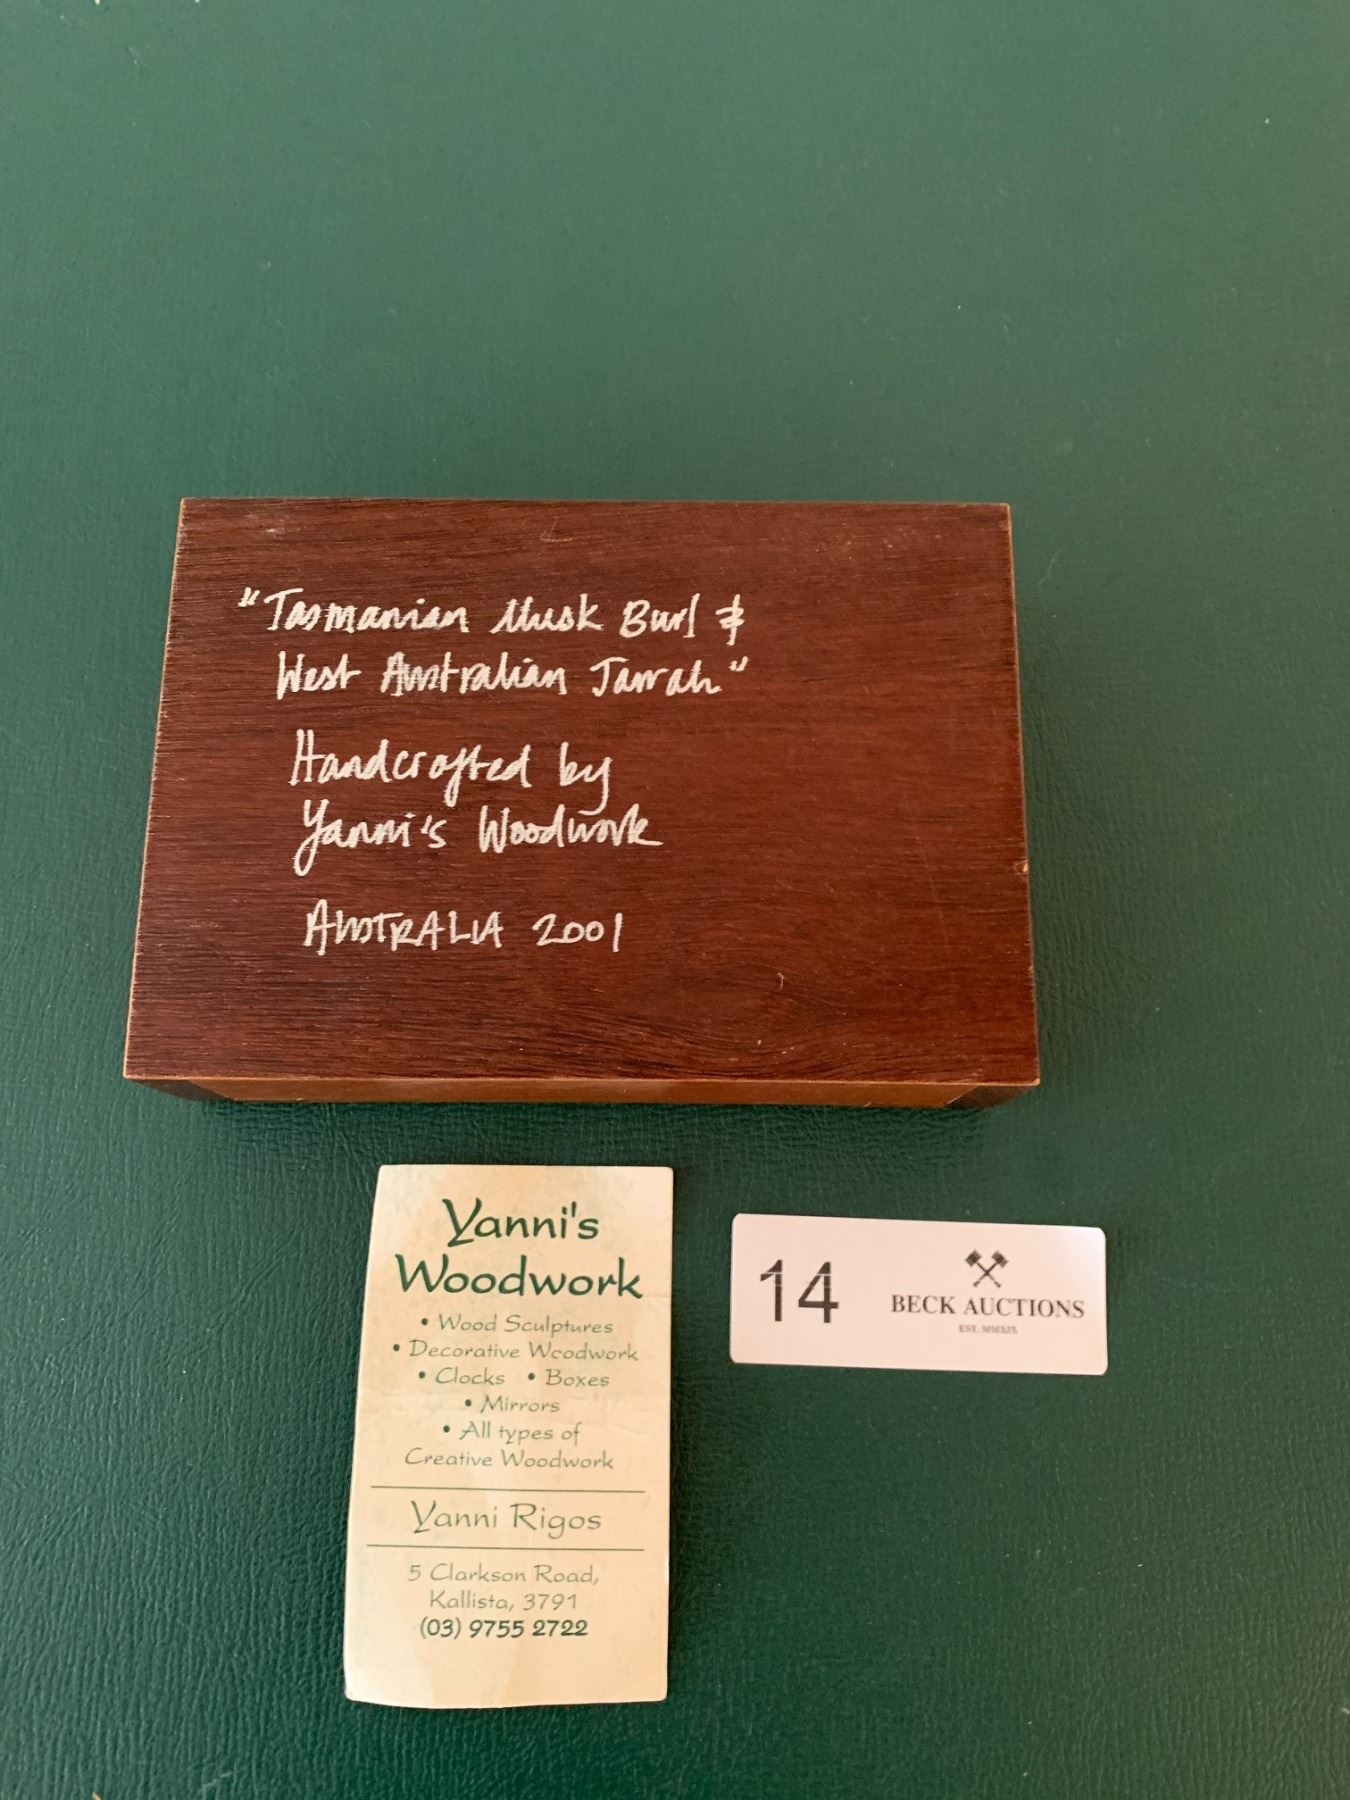 "Tasmanian Musk Burl &
West Australian Jarrah"
Handcrafted by
Yanni's Woodwork
AUSTRALIA 2001
Yanni's
Woodwork
• Wood Sculptures
• Decorative Woodwork
• Clocks • Boxes
• Mirrors
• All types of
Creative Woodwork
Yanni Rigos
5 Clarkson Road,
Kallista, 3791
(03) 9755 2722
14
BECK AUCTIONS
EST. MMXIX